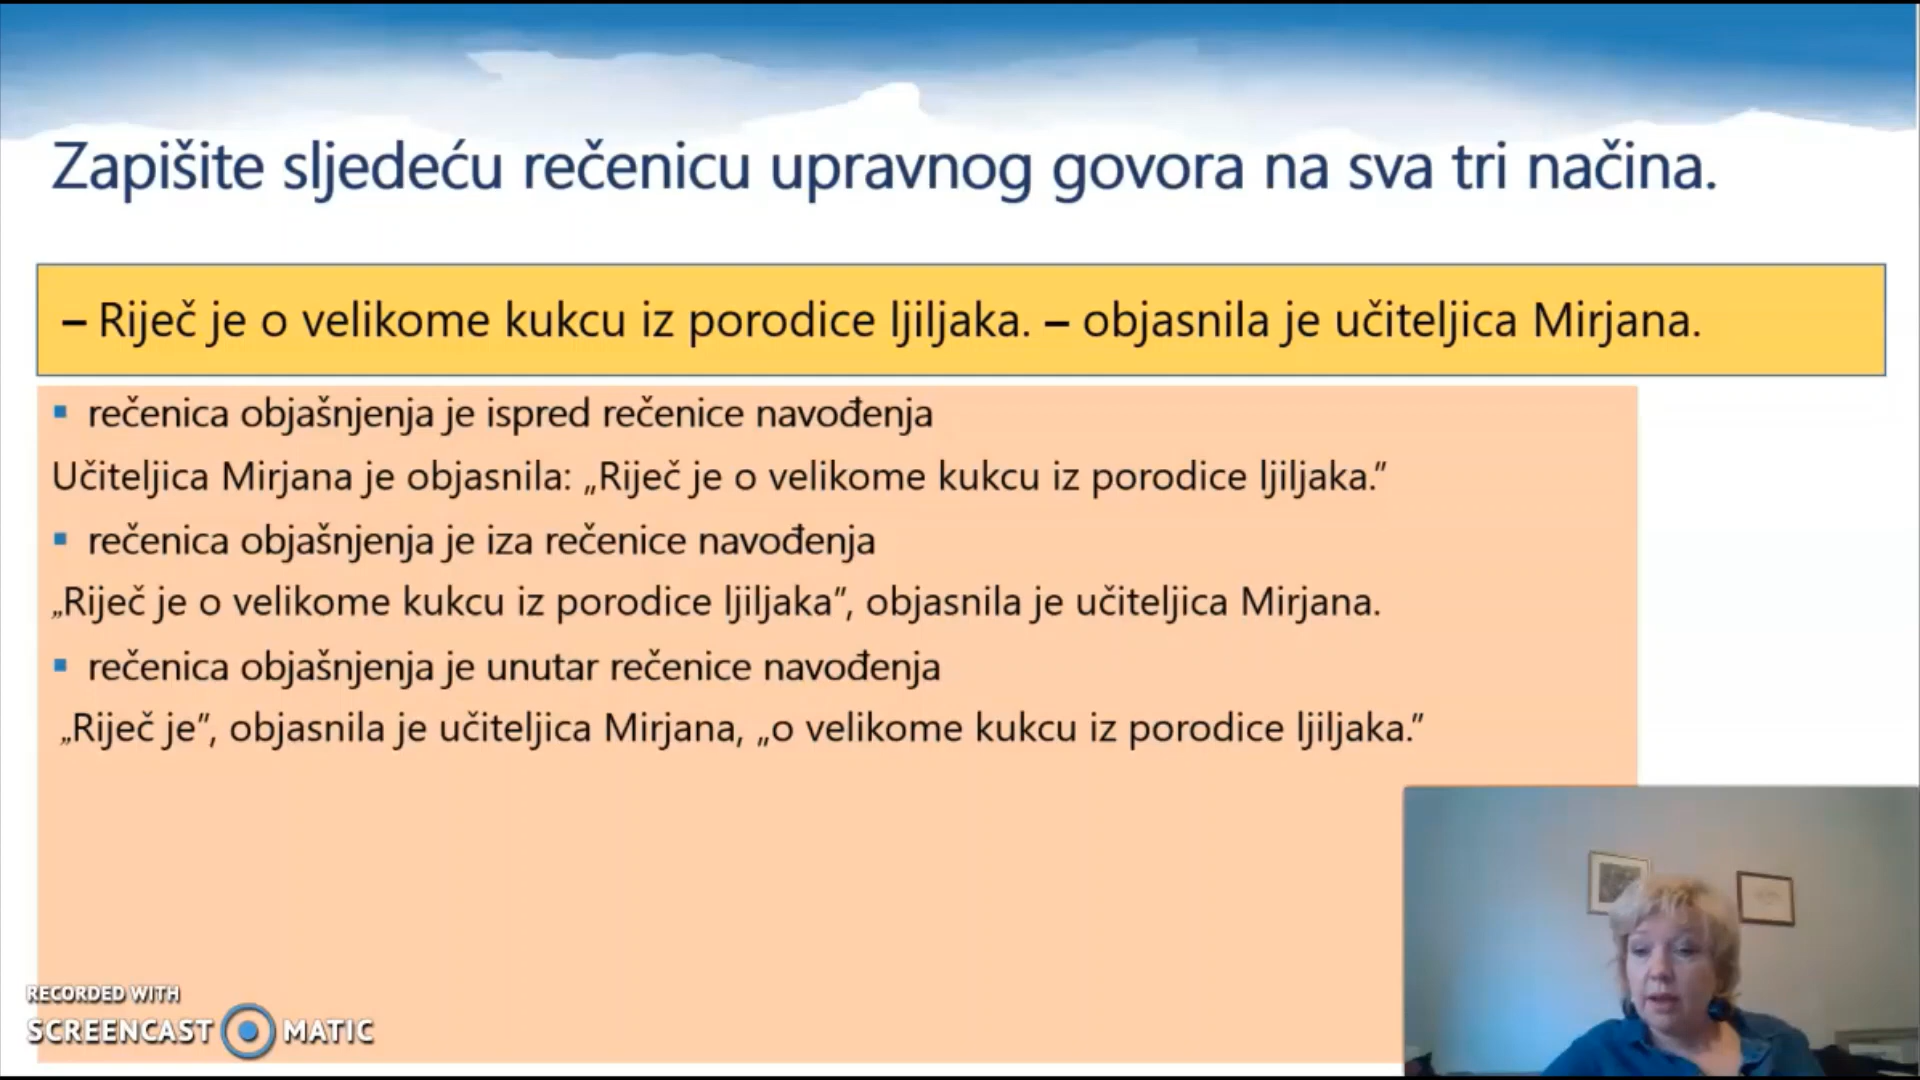 Zapišite sljedeću rečenicu upravnog govora na sva tri načina.
– Riječ je o velikome kukcu iz porodice ljiljaka. – objasnila je učiteljica Mirjana.
▪ rečenica objašnjenja je ispred rečenice navođenja
Učiteljica Mirjana je objasnila: „Riječ je o velikome kukcu iz porodice ljiljaka.”
▪ rečenica objašnjenja je iza rečenice navođenja
„Riječ je o velikome kukcu iz porodice ljiljaka”, objasnila je učiteljica Mirjana.
▪ rečenica objašnjenja je unutar rečenice navođenja
„Riječ je”, objasnila je učiteljica Mirjana, „o velikome kukcu iz porodice ljiljaka.”
RECORDED WITH
SCREENCAST MATIC